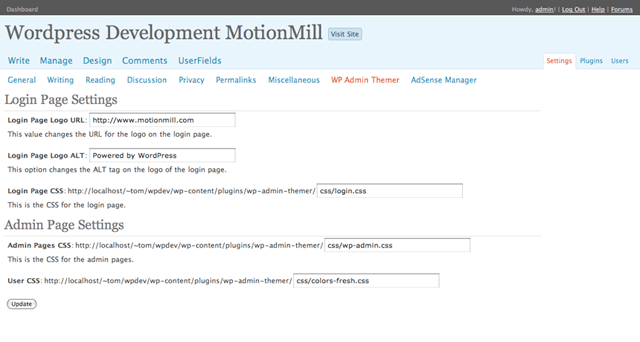 Dashboard Howdy, admin! | Log Out | Help | Forums
Wordpress Development MotionMill Visit Site
Write Manage Design Comments UserFields Settings Plugins Users
General Writing Reading Discussion Privacy Permalinks Miscellaneous WP Admin Themer AdSense Manager
Login Page Settings
Login Page Logo URL: http://www.motionmill.com
This value changes the URL for the logo on the login page.
Login Page Logo ALT: Powered by WordPress
This option changes the ALT tag on the logo of the login page.
Login Page CSS: http://localhost/~tom/wpdev/wp-content/plugins/wp-admin-themer/ css/login.css
This is the CSS for the login page.
Admin Page Settings
Admin Pages CSS: http://localhost/~tom/wpdev/wp-content/plugins/wp-admin-themer/ css/wp-admin.css
This is the CSS for the admin pages.
User CSS: http://localhost/~tom/wpdev/wp-content/plugins/wp-admin-themer/ css/colors-fresh.css
Update